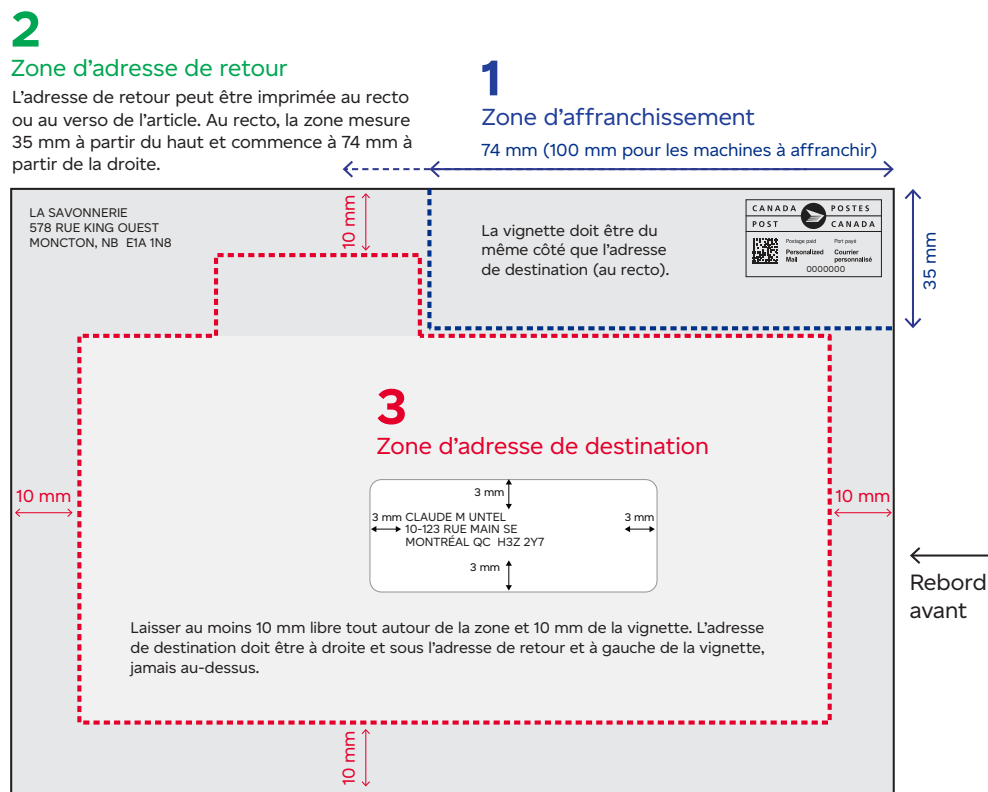 2
Zone d'adresse de retour
L'adresse de retour peut être imprimée au recto
ou au verso de l'article. Au recto, la zone mesure
35 mm à partir du haut et commence à 74 mm à
partir de la droite.
1
Zone d'affranchissement
74 mm (100 mm pour les machines à affranchir)
LA SAVONNERIE
578 RUE KING OUEST
MONCTON, NB  E1A 1N8
10 mm
La vignette doit être du
même côté que l'adresse
de destination (au recto).
CANADA POSTES
POST CANADA
Postage paid Port payé
Personalized Courrier
Mail personnalisé
0000000
35 mm
3
Zone d'adresse de destination
10 mm
3 mm
3 mm CLAUDE M UNTEL 3 mm
10-123 RUE MAIN SE
MONTRÉAL QC  H3Z 2Y7
3 mm
10 mm
Rebord
avant
Laisser au moins 10 mm libre tout autour de la zone et 10 mm de la vignette. L'adresse
de destination doit être à droite et sous l'adresse de retour et à gauche de la vignette,
jamais au-dessus.
10 mm